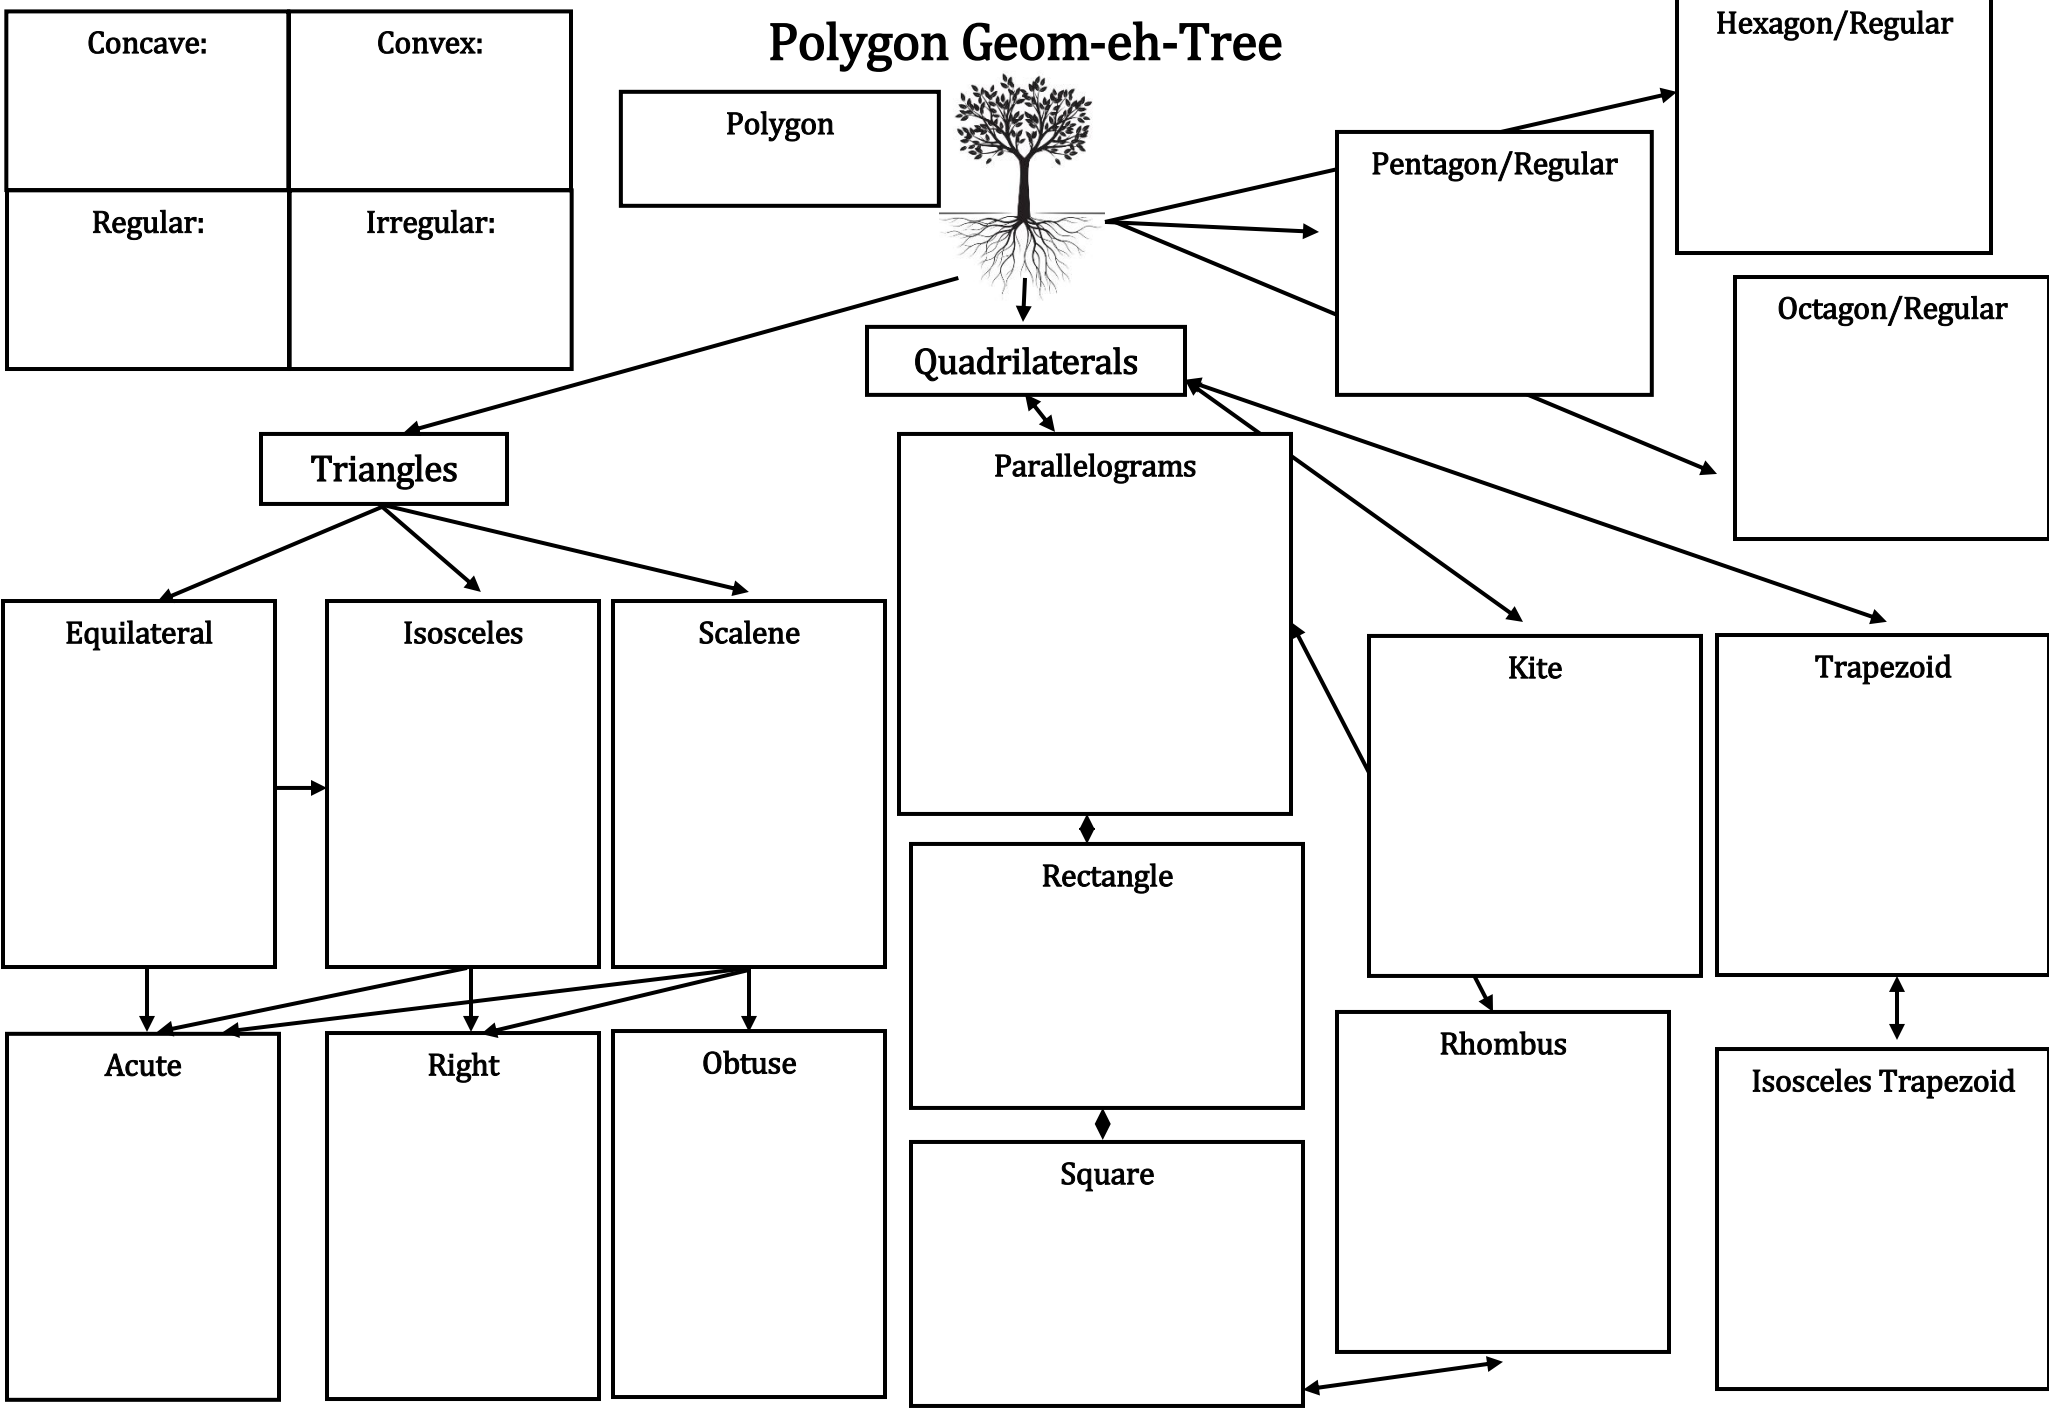 Polygon Geom-eh-Tree
Concave:
Convex:
Regular:
Irregular:
Polygon
Hexagon/Regular
Pentagon/Regular
Octagon/Regular
Quadrilaterals
Triangles
Parallelograms
Equilateral
Isosceles
Scalene
Kite
Trapezoid
Rectangle
Acute
Right
Obtuse
Rhombus
Isosceles Trapezoid
Square